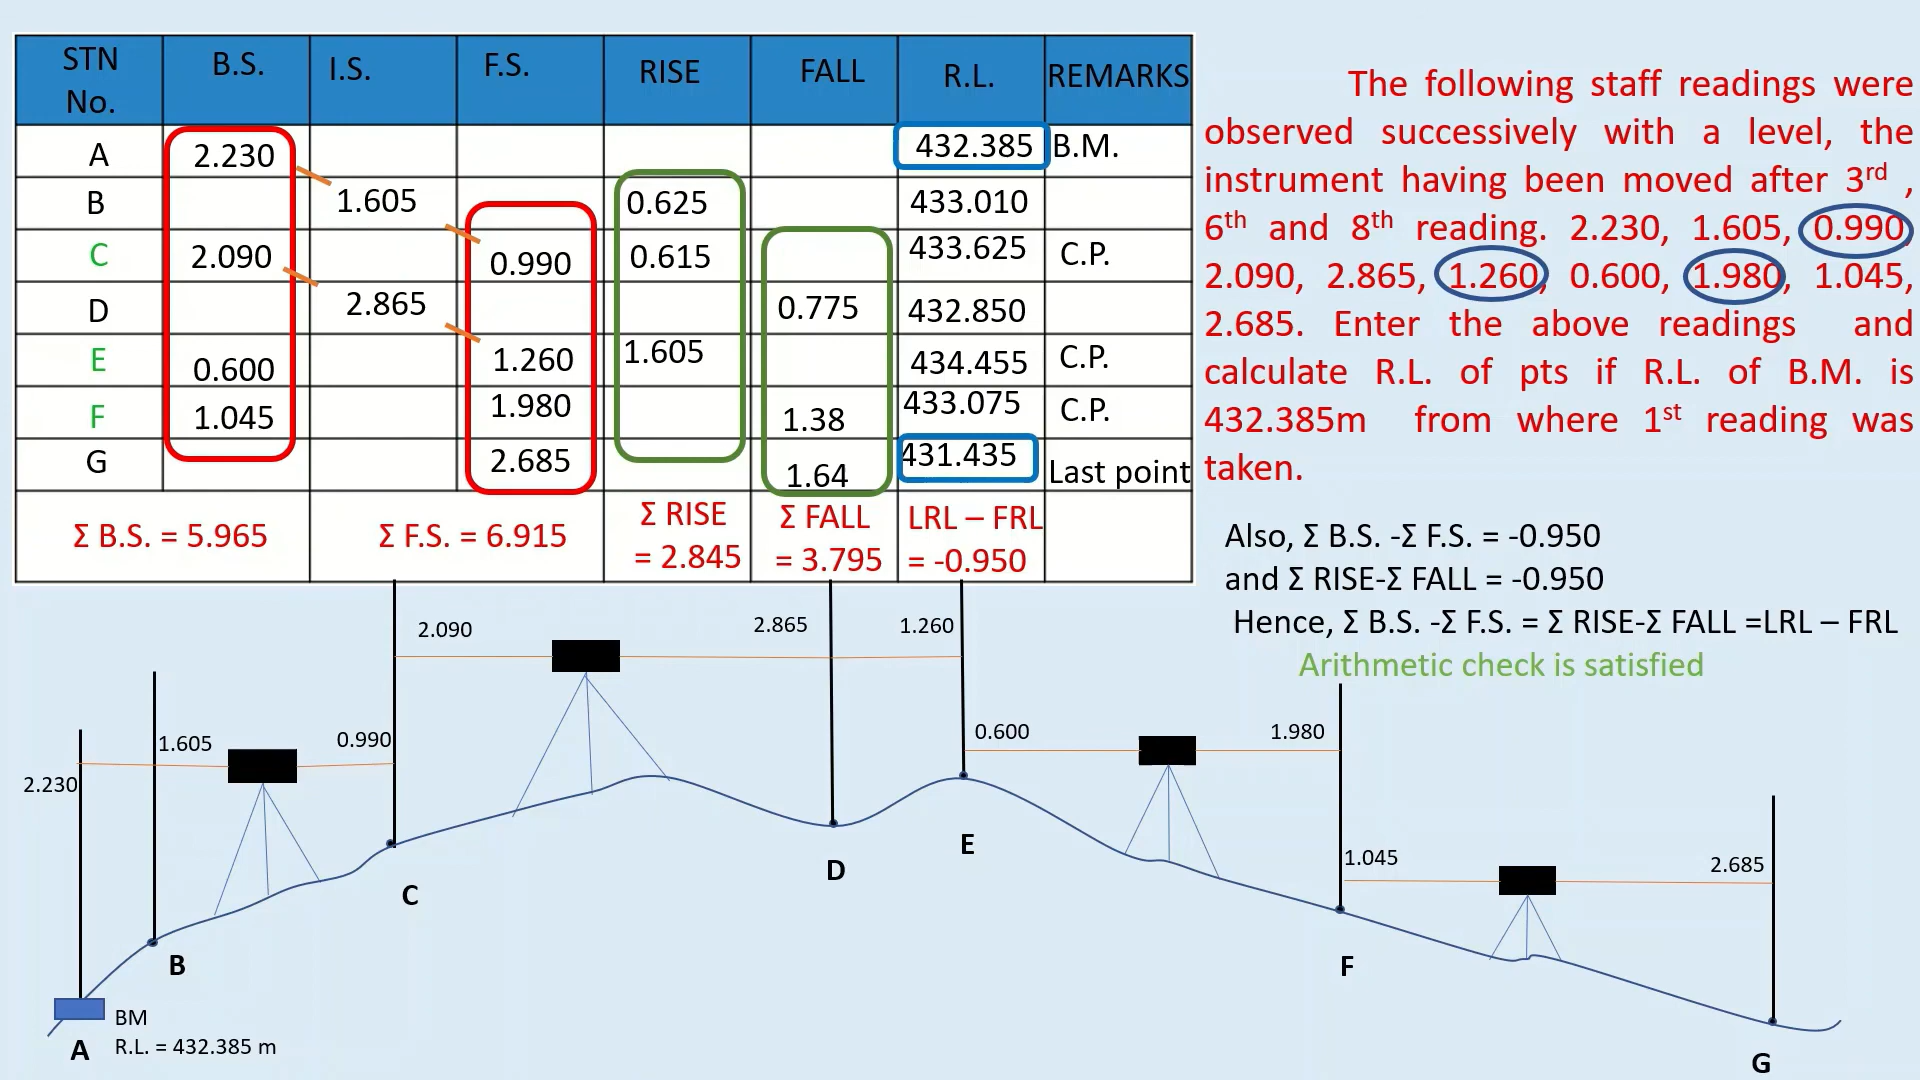 STN No. B.S. I.S. F.S. RISE FALL R.L. REMARKS
A 2.230 432.385 B.M.
B 1.605 0.625 433.010
C 2.090 0.990 0.615 433.625 C.P.
D 2.865 0.775 432.850
E 0.600 1.260 1.605 434.455 C.P.
F 1.045 1.980 1.38 433.075 C.P.
G 2.685 1.64 431.435 Last point
Σ B.S. = 5.965 Σ F.S. = 6.915 Σ RISE = 2.845 Σ FALL = 3.795 LRL – FRL = -0.950
The following staff readings were
observed successively with a level, the
instrument having been moved after 3rd ,
6th and 8th reading. 2.230, 1.605, 0.990,
2.090, 2.865, 1.260, 0.600, 1.980, 1.045,
2.685. Enter the above readings and
calculate R.L. of pts if R.L. of B.M. is
432.385m from where 1st reading was
taken.
Also, Σ B.S. -Σ F.S. = -0.950
and Σ RISE-Σ FALL = -0.950
Hence, Σ B.S. -Σ F.S. = Σ RISE-Σ FALL =LRL – FRL
Arithmetic check is satisfied
2.230
1.605
0.990
2.090
2.865
1.260
0.600
1.980
1.045
2.685
A
B
C
D
E
F
G
BM
R.L. = 432.385 m